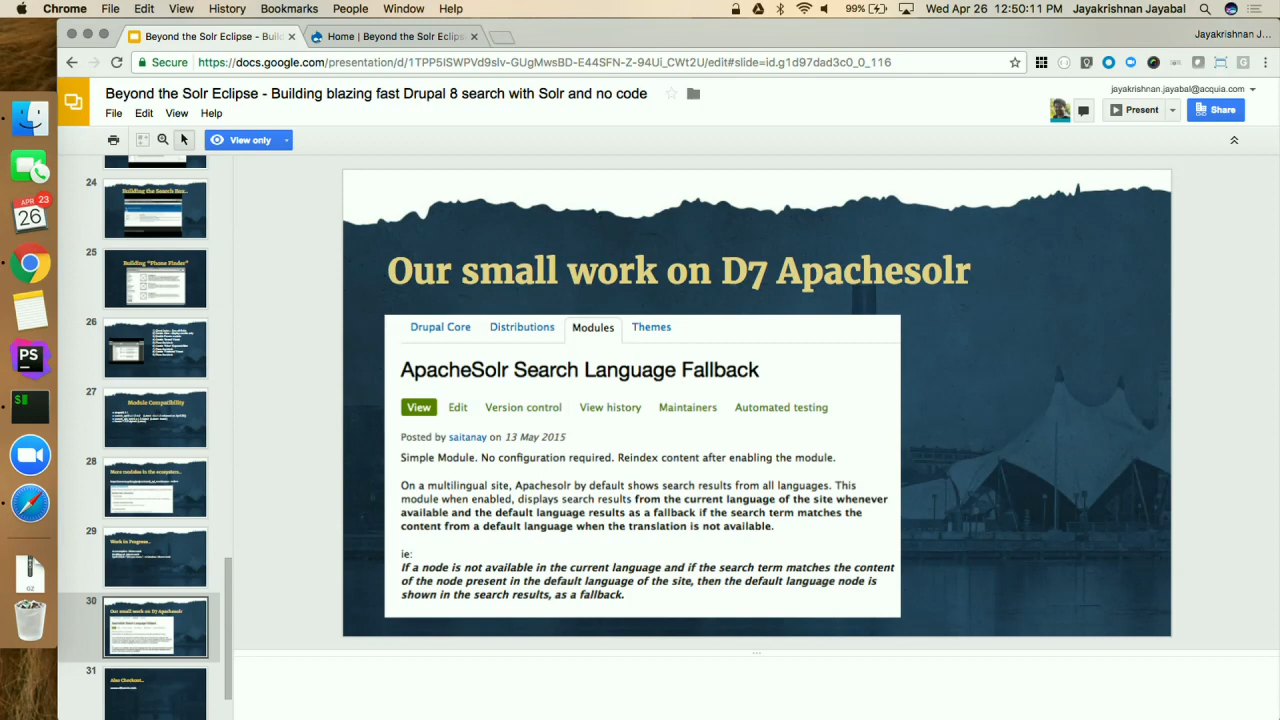 Chrome File Edit View History Bookmarks People Window Help 99% Wed Apr 26 12:50:11 PM Jayakrishnan Jayabal
Beyond the Solr Eclipse - Buil
Home | Beyond the Solr Eclips
Jayakrishnan J...
Secure https://docs.google.com/presentation/d/1TPP5ISWPVd9slv-GUgMwsBD-E44SFN-Z-94Ui_CWt2U/edit#slide=id.g1d97dad3c0_0_116
Beyond the Solr Eclipse - Building blazing fast Drupal 8 search with Solr and no code
jayakrishnan.jayabal@acquia.com
File Edit View Help
Present
Share
View only
24
Building the Search Box..
25
Building "Phone Finder"
26
27
Module Compatibility
28
More modules in the ecosystem..
29
Work in Progress..
30
Our small work on D7 Apachesolr
31
Also Checkout..
APR 23
26
PS
GZ
Our small work on D7 Apachesolr
Drupal Core Distributions Modules Themes
ApacheSolr Search Language Fallback
View Edit Version control View history Maintainers Automated testing
Posted by saitanay on 13 May 2015
Simple Module. No configuration required. Reindex content after enabling the module.
On a multilingual site, Apachesolr by default shows search results from all languages. This
module when enabled, displays search results from the current language of the site whenever
available and the default language results as a fallback if the search term matches the
content from a default language when the translation is not available.
ie:
If a node is not available in the current language and if the search term matches the content
of the node present in the default language of the site, then the default language node is
shown in the search results, as a fallback.